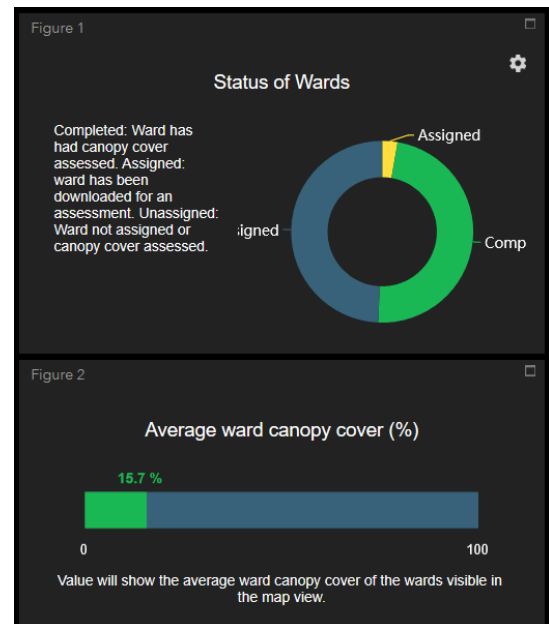 Figure 1
Status of Wards
Completed: Ward has
had canopy cover
assessed. Assigned:
ward has been
downloaded for an
assessment. Unassigned:
Ward not assigned or
canopy cover assessed.
Assigned
signed
Comp
Figure 2
Average ward canopy cover (%)
15.7 %
0
100
Value will show the average ward canopy cover of the wards visible in
the map view.